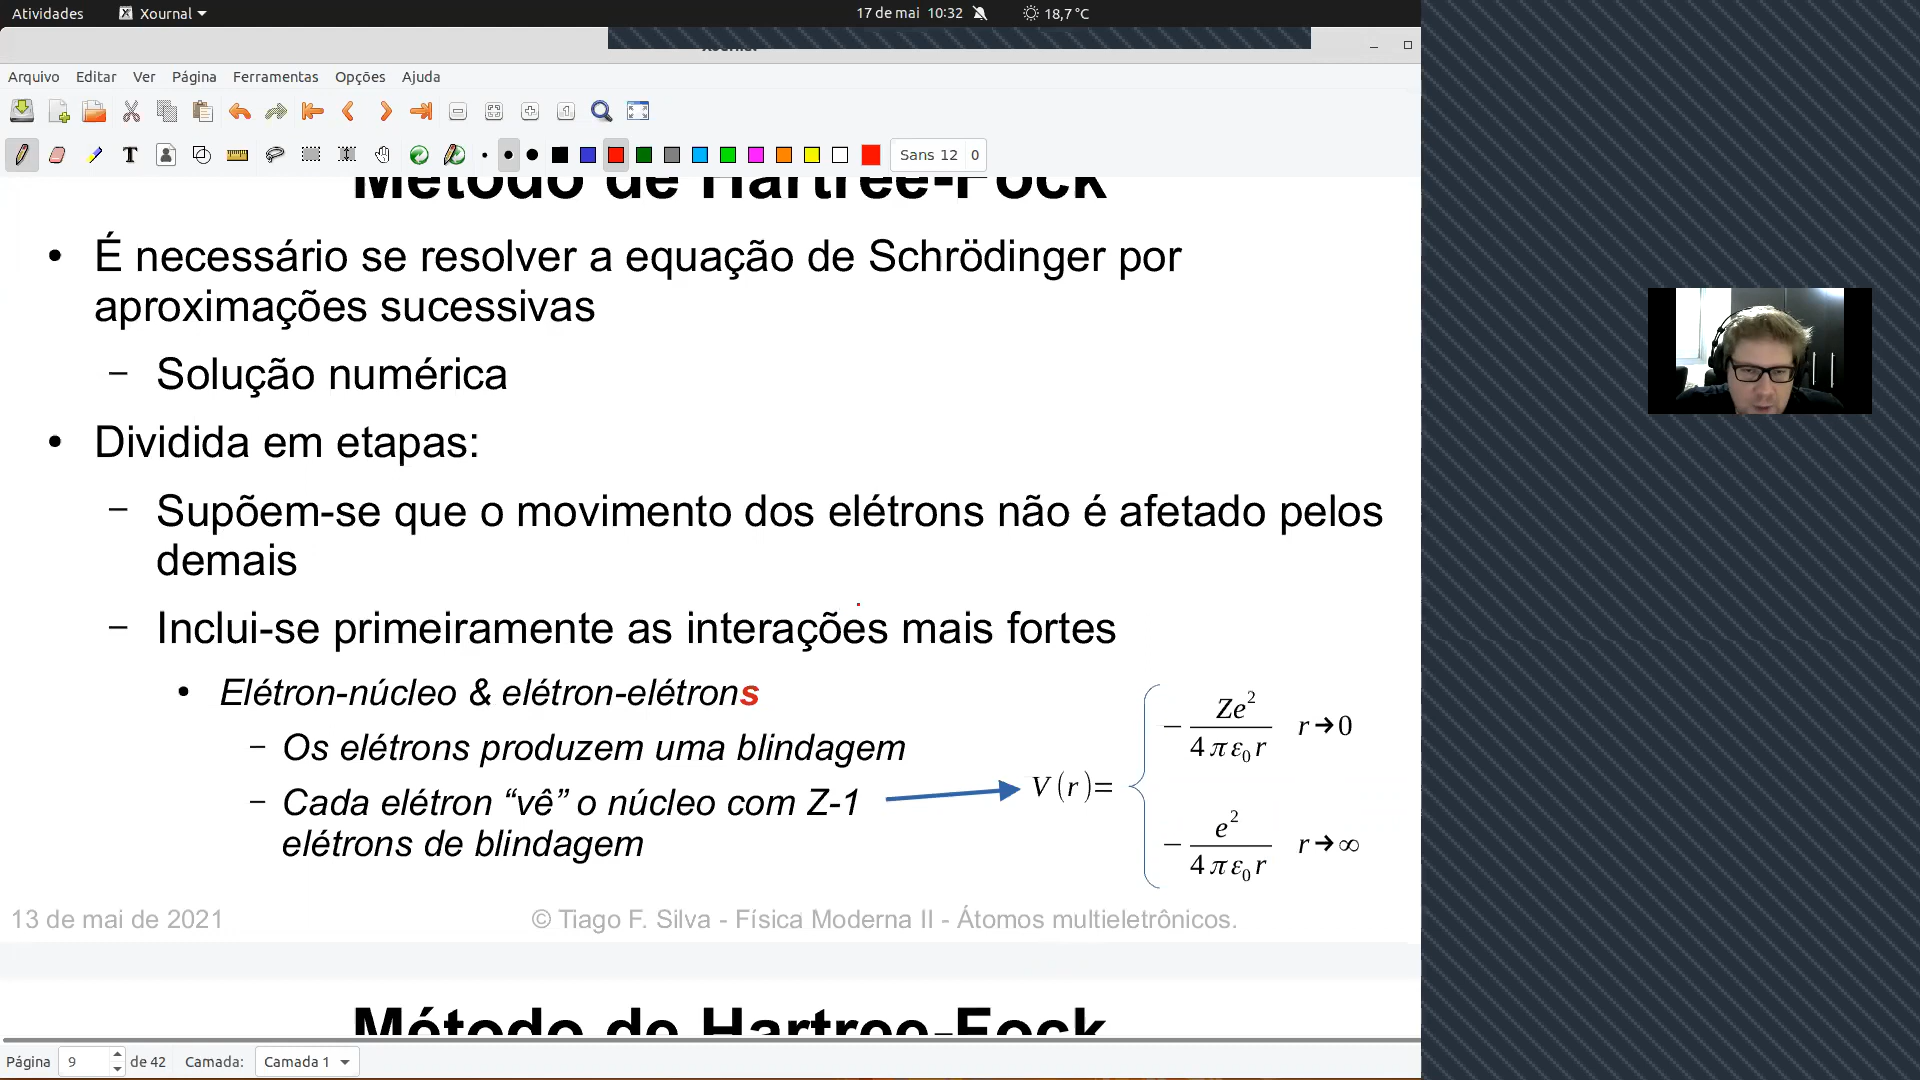 Atividades Xournal 17 de mai 10:32 18,7 °C
Xournal
Arquivo Editar Ver Página Ferramentas Opções Ajuda
Sans 12 0
Método de Hartree-Fock
• É necessário se resolver a equação de Schrödinger por
aproximações sucessivas
– Solução numérica
• Dividida em etapas:
– Supõem-se que o movimento dos elétrons não é afetado pelos
demais
– Inclui-se primeiramente as interações mais fortes
• Elétron-núcleo & elétron-elétrons
– Os elétrons produzem uma blindagem
– Cada elétron “vê” o núcleo com Z-1
elétrons de blindagem
V(r)= { − Ze² / 4πε₀r r→0
− e² / 4πε₀r r→∞
13 de mai de 2021 © Tiago F. Silva - Física Moderna II - Átomos multieletrônicos.
Método de Hartree-Fock
Página 9 de 42 Camada: Camada 1